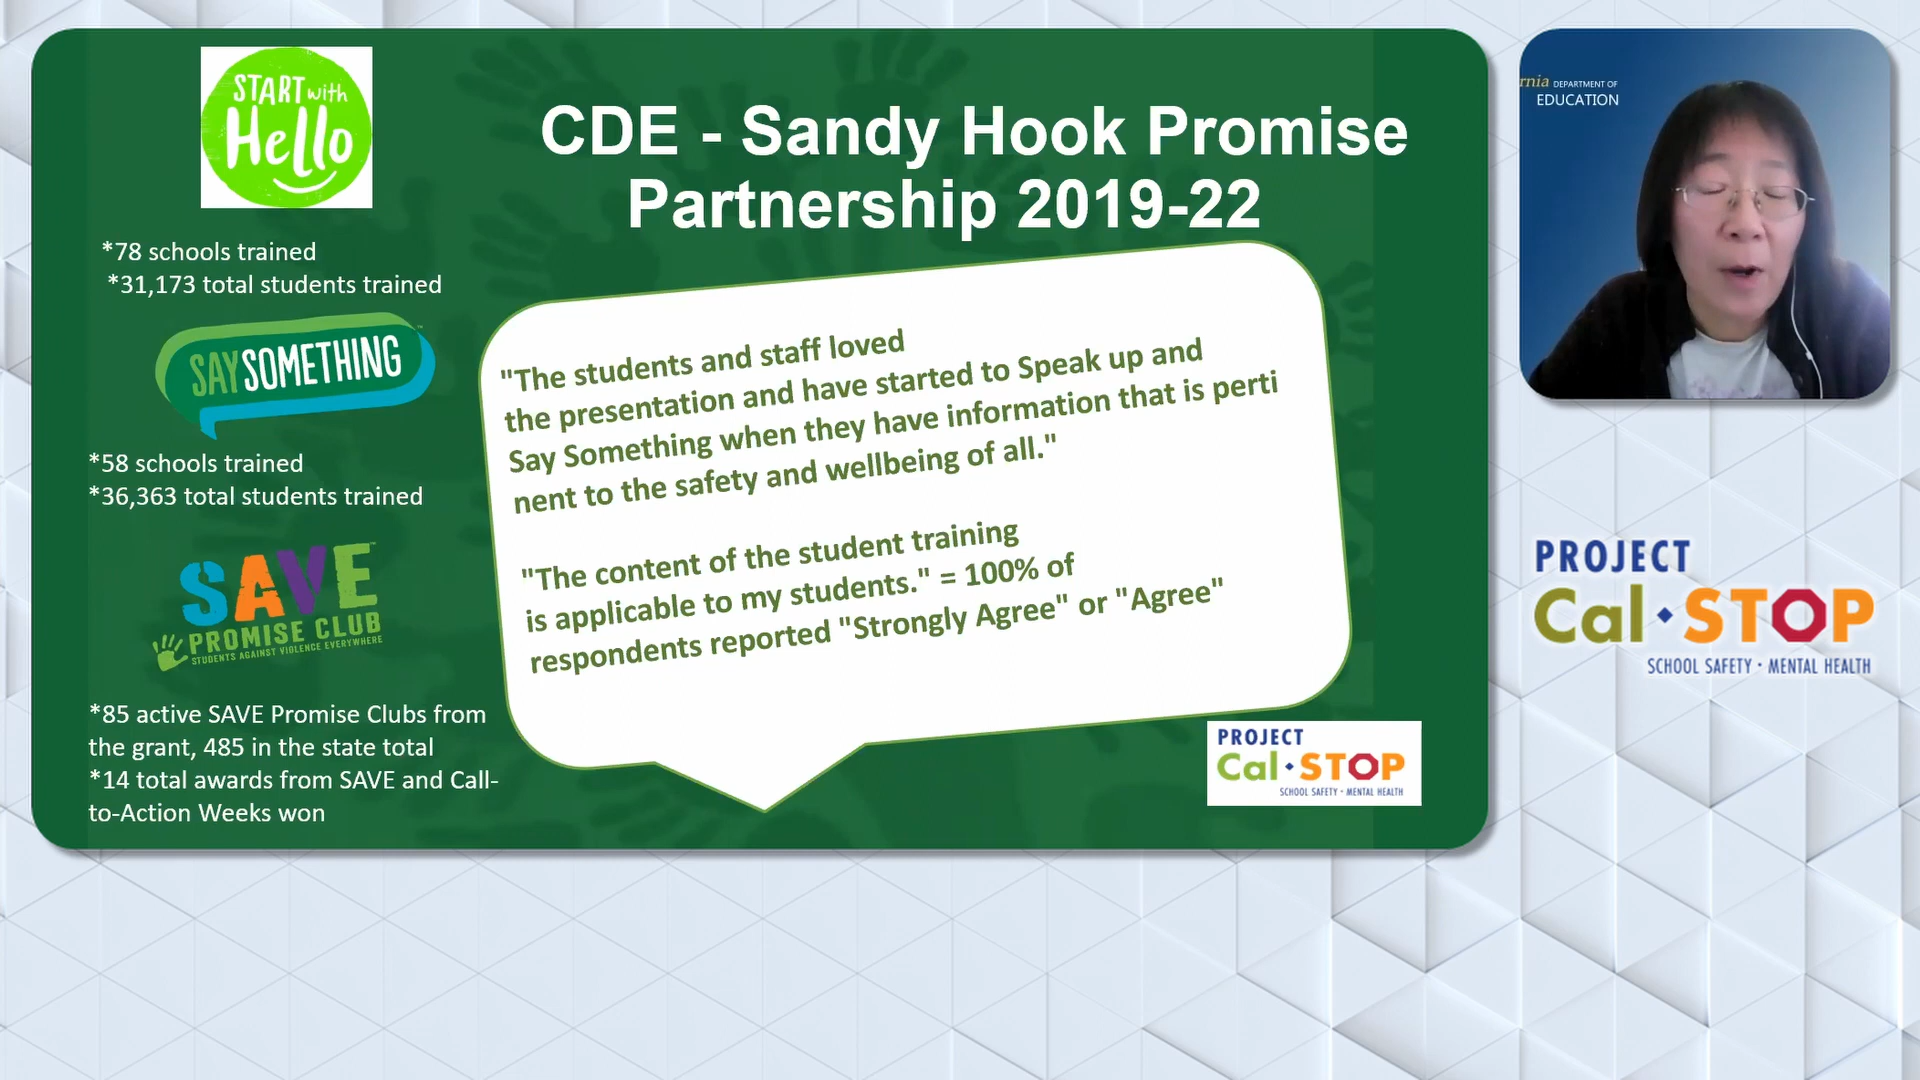 START with
Hello
CDE - Sandy Hook Promise
Partnership 2019-22
*78 schools trained
*31,173 total students trained
SAYSOMETHING™
*58 schools trained
*36,363 total students trained
SAVE™
PROMISE CLUB
STUDENTS AGAINST VIOLENCE EVERYWHERE
*85 active SAVE Promise Clubs from
the grant, 485 in the state total
*14 total awards from SAVE and Call-
to-Action Weeks won
"The students and staff loved
the presentation and have started to Speak up and
Say Something when they have information that is perti
nent to the safety and wellbeing of all."
"The content of the student training
is applicable to my students." = 100% of
respondents reported "Strongly Agree" or "Agree"
PROJECT
Cal·STOP
SCHOOL SAFETY · MENTAL HEALTH
rnia DEPARTMENT OF
EDUCATION
PROJECT
Cal·STOP
SCHOOL SAFETY · MENTAL HEALTH